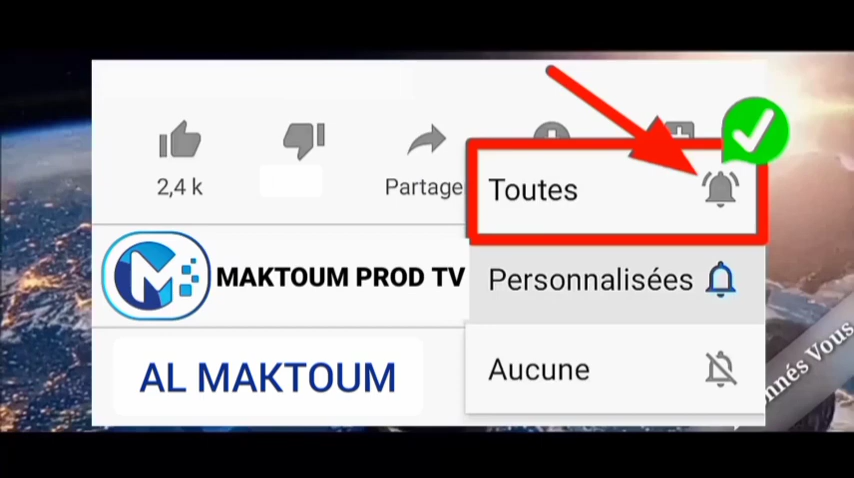 2,4 k
Partage
Toutes
MAKTOUM PROD TV
Personnalisées
AL MAKTOUM
Aucune
nnés Vous